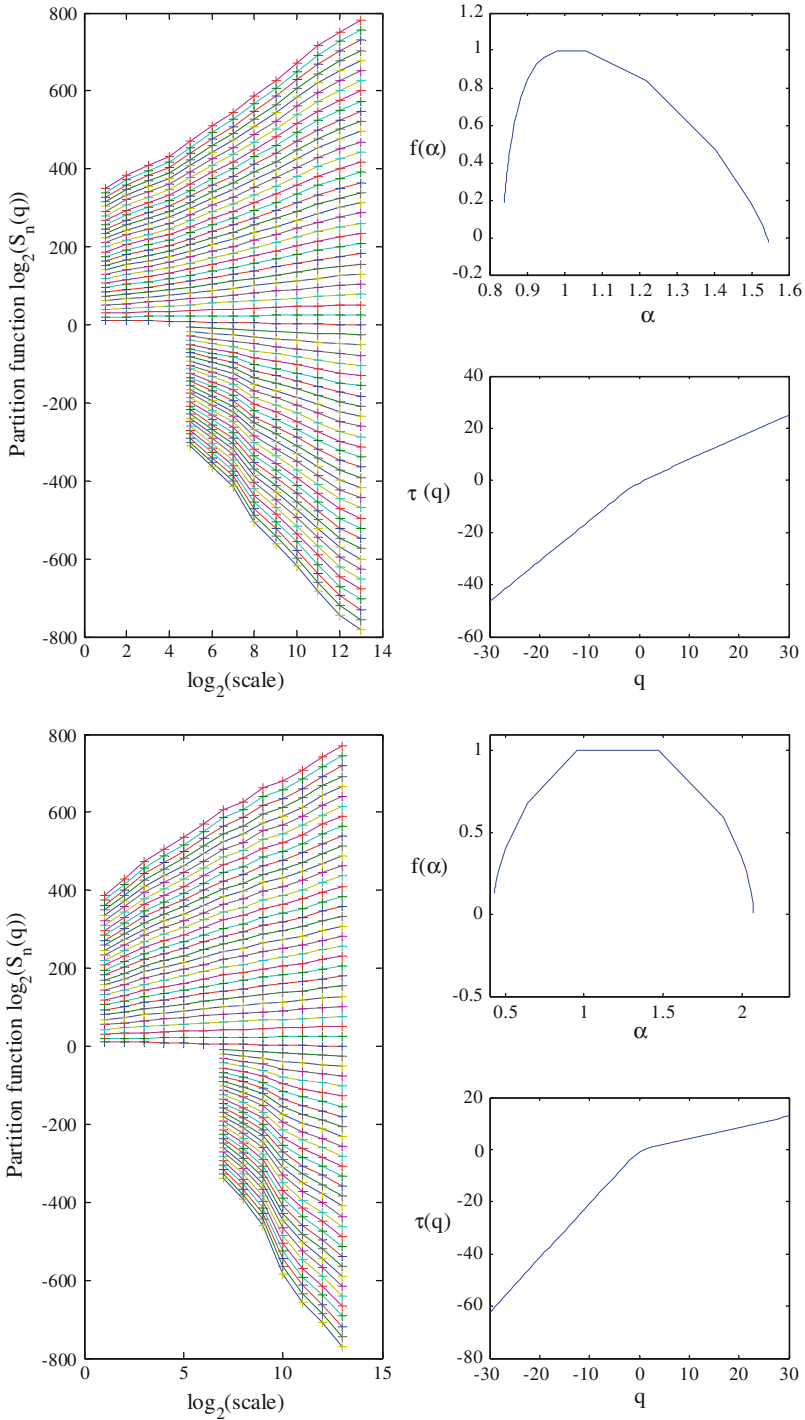 800
600
400
200
0
-200
-400
-600
-800
0 2 4 6 8 10 12 14
Partition function log₂(Sₙ(q))
log₂(scale)
1.2
1
0.8
0.6
0.4
0.2
0
0.2
0.8 0.9 1 1.1 1.2 1.3 1.4 1.5 1.6
f(α)
α
40
20
0
-20
-40
-60
-30 -20 -10 0 10 20 30
τ (q)
q
800
600
400
200
0
-200
-400
-600
-800
0 5 10 15
Partition function log₂(Sₙ(q))
log₂(scale)
1
0.5
0
-0.5
0.5 1 1.5 2
f(α)
α
20
0
-20
-40
-60
-80
-30 -20 -10 0 10 20 30
τ(q)
q